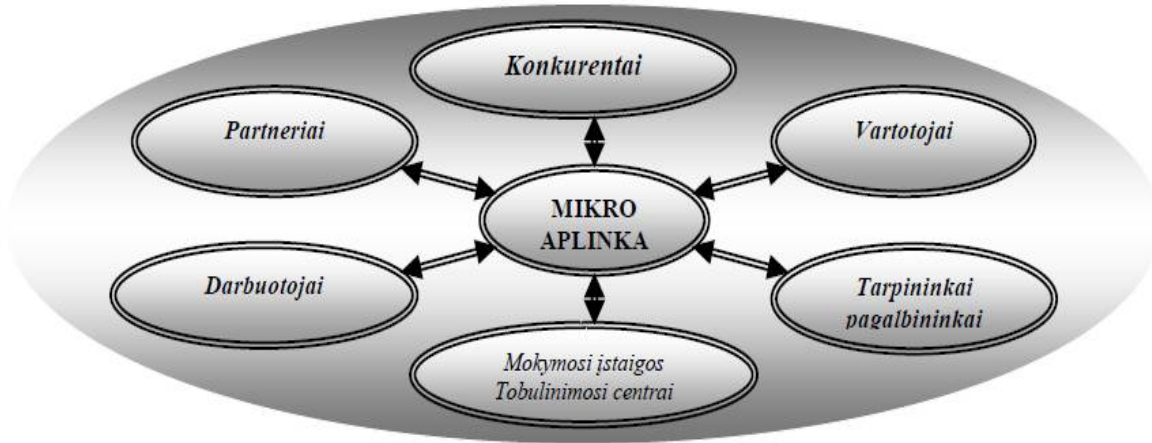 Konkurentai
Partneriai
Vartotojai
MIKRO
APLINKA
Darbuotojai
Tarpininkai
pagalbininkai
Mokymosi įstaigos
Tobulinimosi centrai